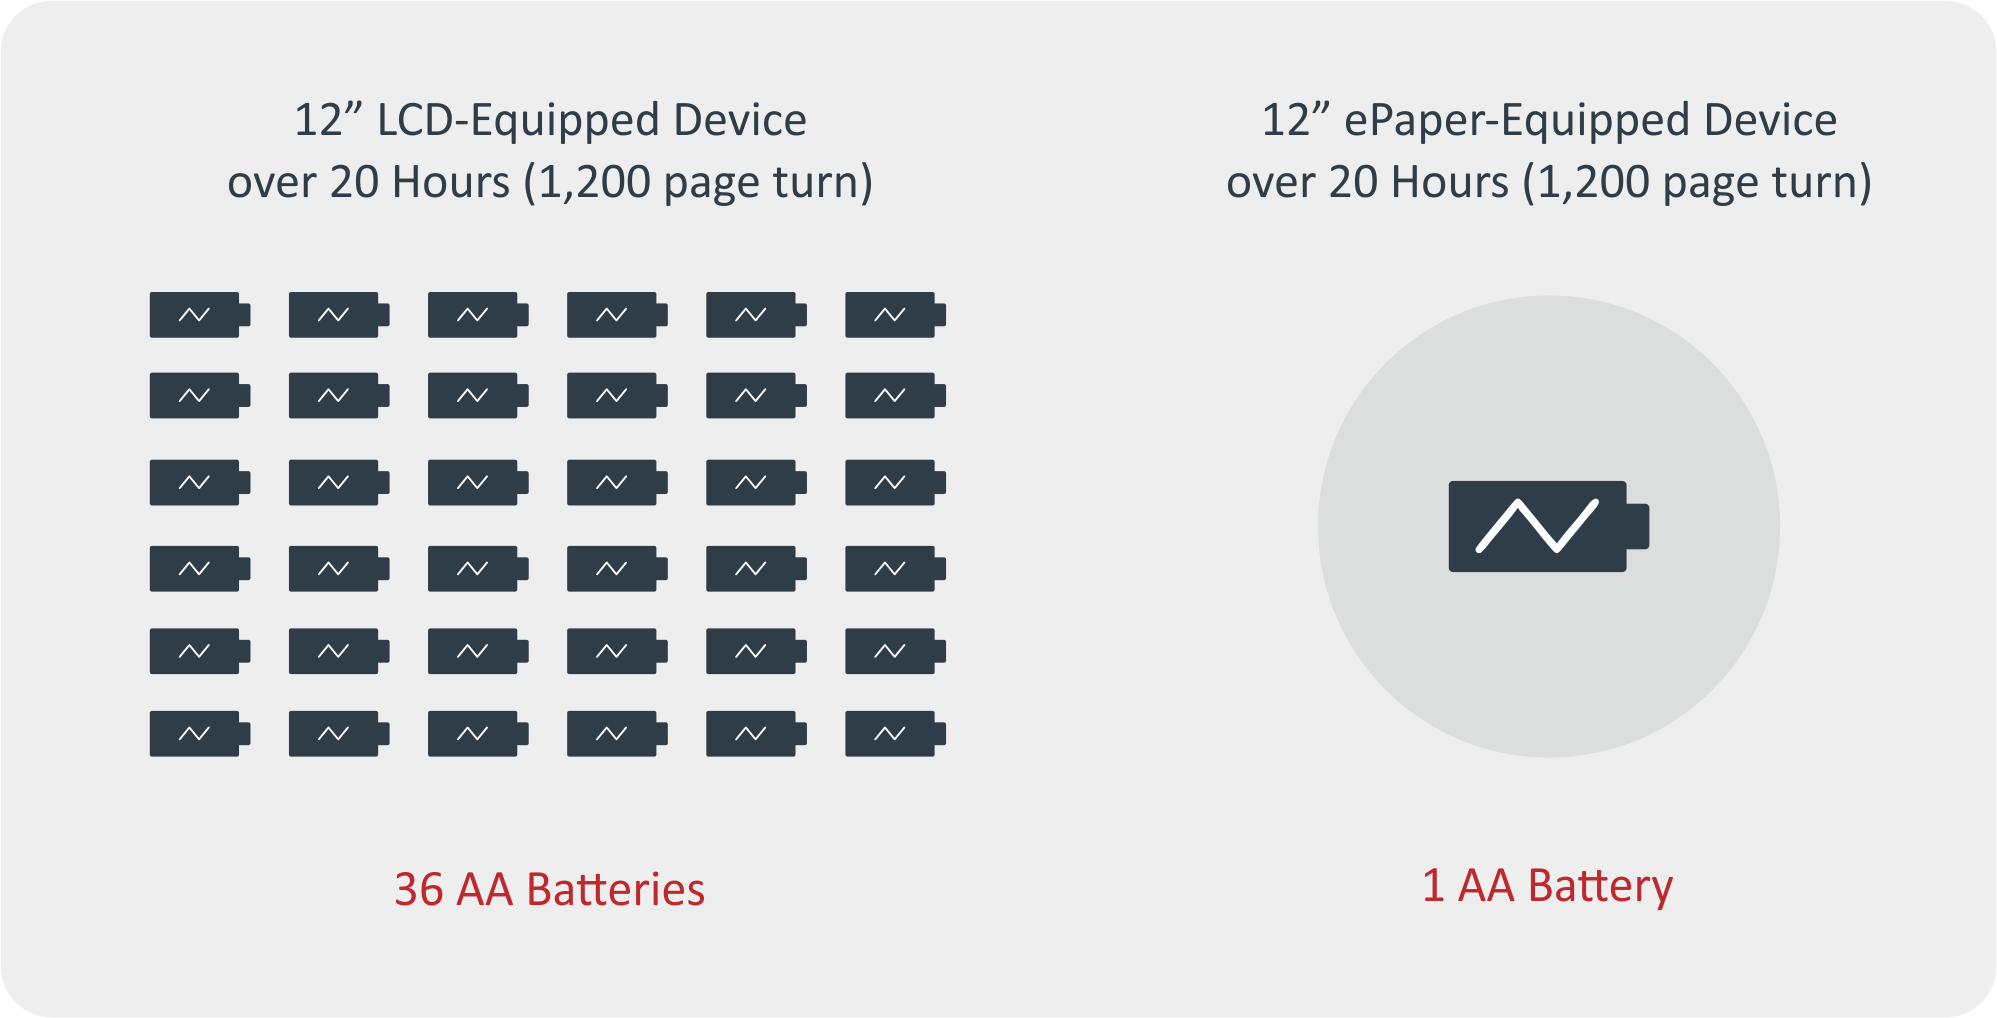 12” LCD-Equipped Device
over 20 Hours (1,200 page turn)
36 AA Batteries
12” ePaper-Equipped Device
over 20 Hours (1,200 page turn)
1 AA Battery